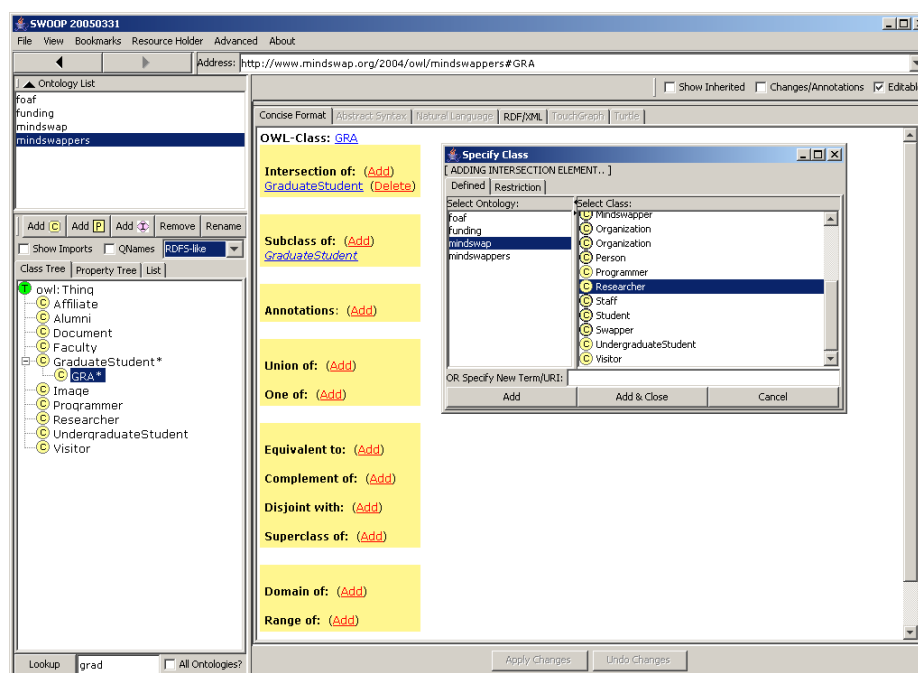 SWOOP 20050331
File View Bookmarks Resource Holder Advanced About
Address: http://www.mindswap.org/2004/owl/mindswappers#GRA
Ontology List
foaf
funding
mindswap
mindswappers
Add C Add P Add I Remove Rename
Show Imports QNames RDFS-like
Class Tree Property Tree List
T owl:Thing
C Affiliate
C Alumni
C Document
C Faculty
C GraduateStudent*
C GRA*
C Image
C Programmer
C Researcher
C UndergraduateStudent
C Visitor
Lookup grad All Ontologies?
Show Inherited Changes/Annotations Editabl
Concise Format Abstract Syntax Natural Language RDF/XML TouchGraph Turtle
OWL-Class: GRA
Intersection of: (Add)
GraduateStudent (Delete)
Subclass of: (Add)
GraduateStudent
Annotations: (Add)
Union of: (Add)
One of: (Add)
Equivalent to: (Add)
Complement of: (Add)
Disjoint with: (Add)
Superclass of: (Add)
Domain of: (Add)
Range of: (Add)
Apply Changes Undo Changes
Specify Class
[ ADDING INTERSECTION ELEMENT.. ]
Defined Restriction
Select Ontology:
foaf
funding
mindswap
mindswappers
Select Class:
C Mindswapper
C Organization
C Organization
C Person
C Programmer
C Researcher
C Staff
C Student
C Swapper
C UndergraduateStudent
C Visitor
OR Specify New Term/URI:
Add Add & Close Cancel